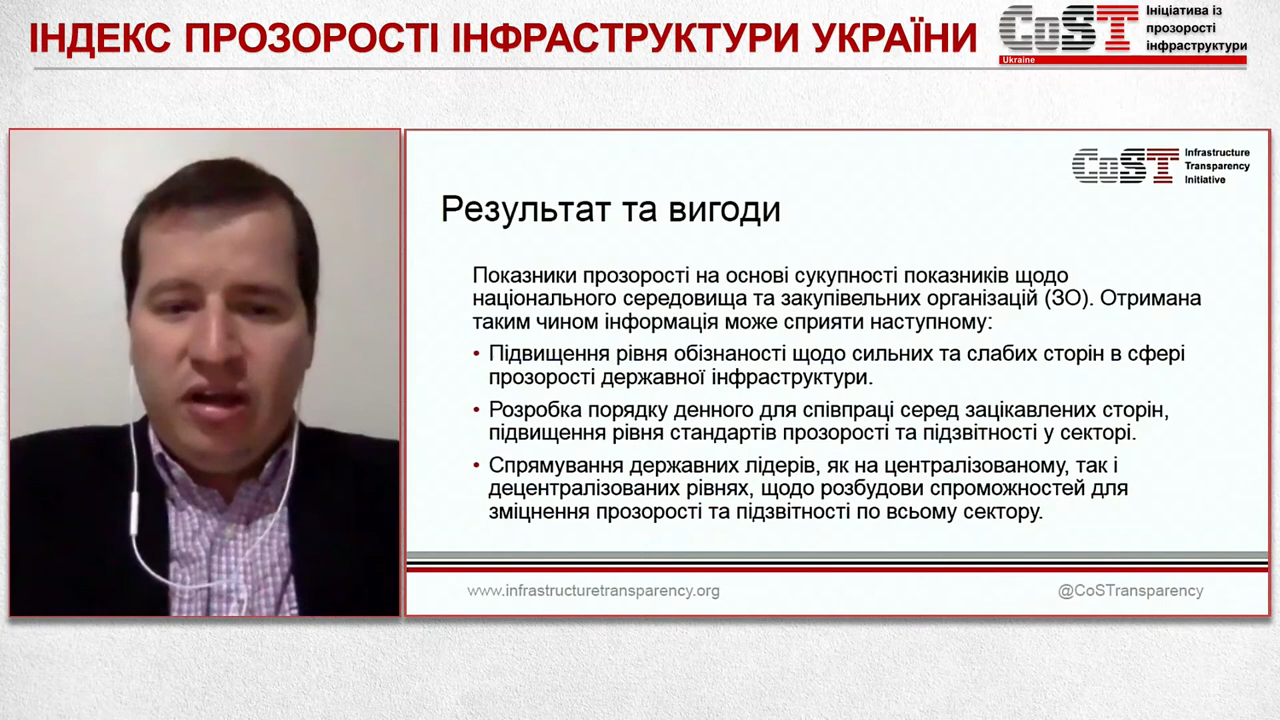 ІНДЕКС ПРОЗОРОСТІ ІНФРАСТРУКТУРИ УКРАЇНИ
CoST
Ukraine
Ініціатива із
прозорості
інфраструктури
CoST
Infrastructure
Transparency
Initiative
Результат та вигоди
Показники прозорості на основі сукупності показників щодо
національного середовища та закупівельних організацій (ЗО). Отримана
таким чином інформація може сприяти наступному:
• Підвищення рівня обізнаності щодо сильних та слабих сторін в сфері
прозорості державної інфраструктури.
• Розробка порядку денного для співпраці серед зацікавлених сторін,
підвищення рівня стандартів прозорості та підзвітності у секторі.
• Спрямування державних лідерів, як на централізованому, так і
децентралізованих рівнях, щодо розбудови спроможностей для
зміцнення прозорості та підзвітності по всьому сектору.
www.infrastructuretransparency.org
@CoSTransparency